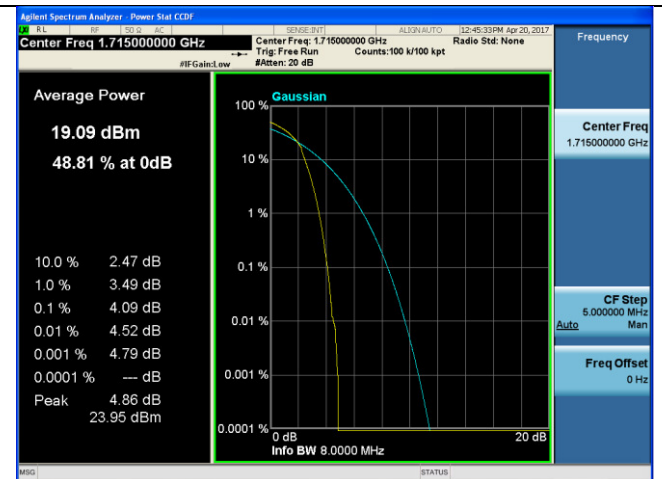 Agilent Spectrum Analyzer - Power Stat CCDF
RL RF 50 Ω AC SENSE:INT ALIGN AUTO 12:45:33PM Apr 20, 2017
Center Freq 1.715000000 GHz
Center Freq: 1.715000000 GHz Radio Std: None
Trig: Free Run Counts:100 k/100 kpt
#IFGain:Low #Atten: 20 dB
Frequency
Average Power
19.09 dBm
48.81 % at 0dB
10.0 % 2.47 dB
1.0 % 3.49 dB
0.1 % 4.09 dB
0.01 % 4.52 dB
0.001 % 4.79 dB
0.0001 % --- dB
Peak 4.86 dB
23.95 dBm
Gaussian
100 %
10 %
1 %
0.1 %
0.01 %
0.001 %
0.0001 %
0 dB 20 dB
Info BW 8.0000 MHz
Center Freq
1.715000000 GHz
CF Step
5.000000 MHz
Auto Man
Freq Offset
0 Hz
MSG STATUS